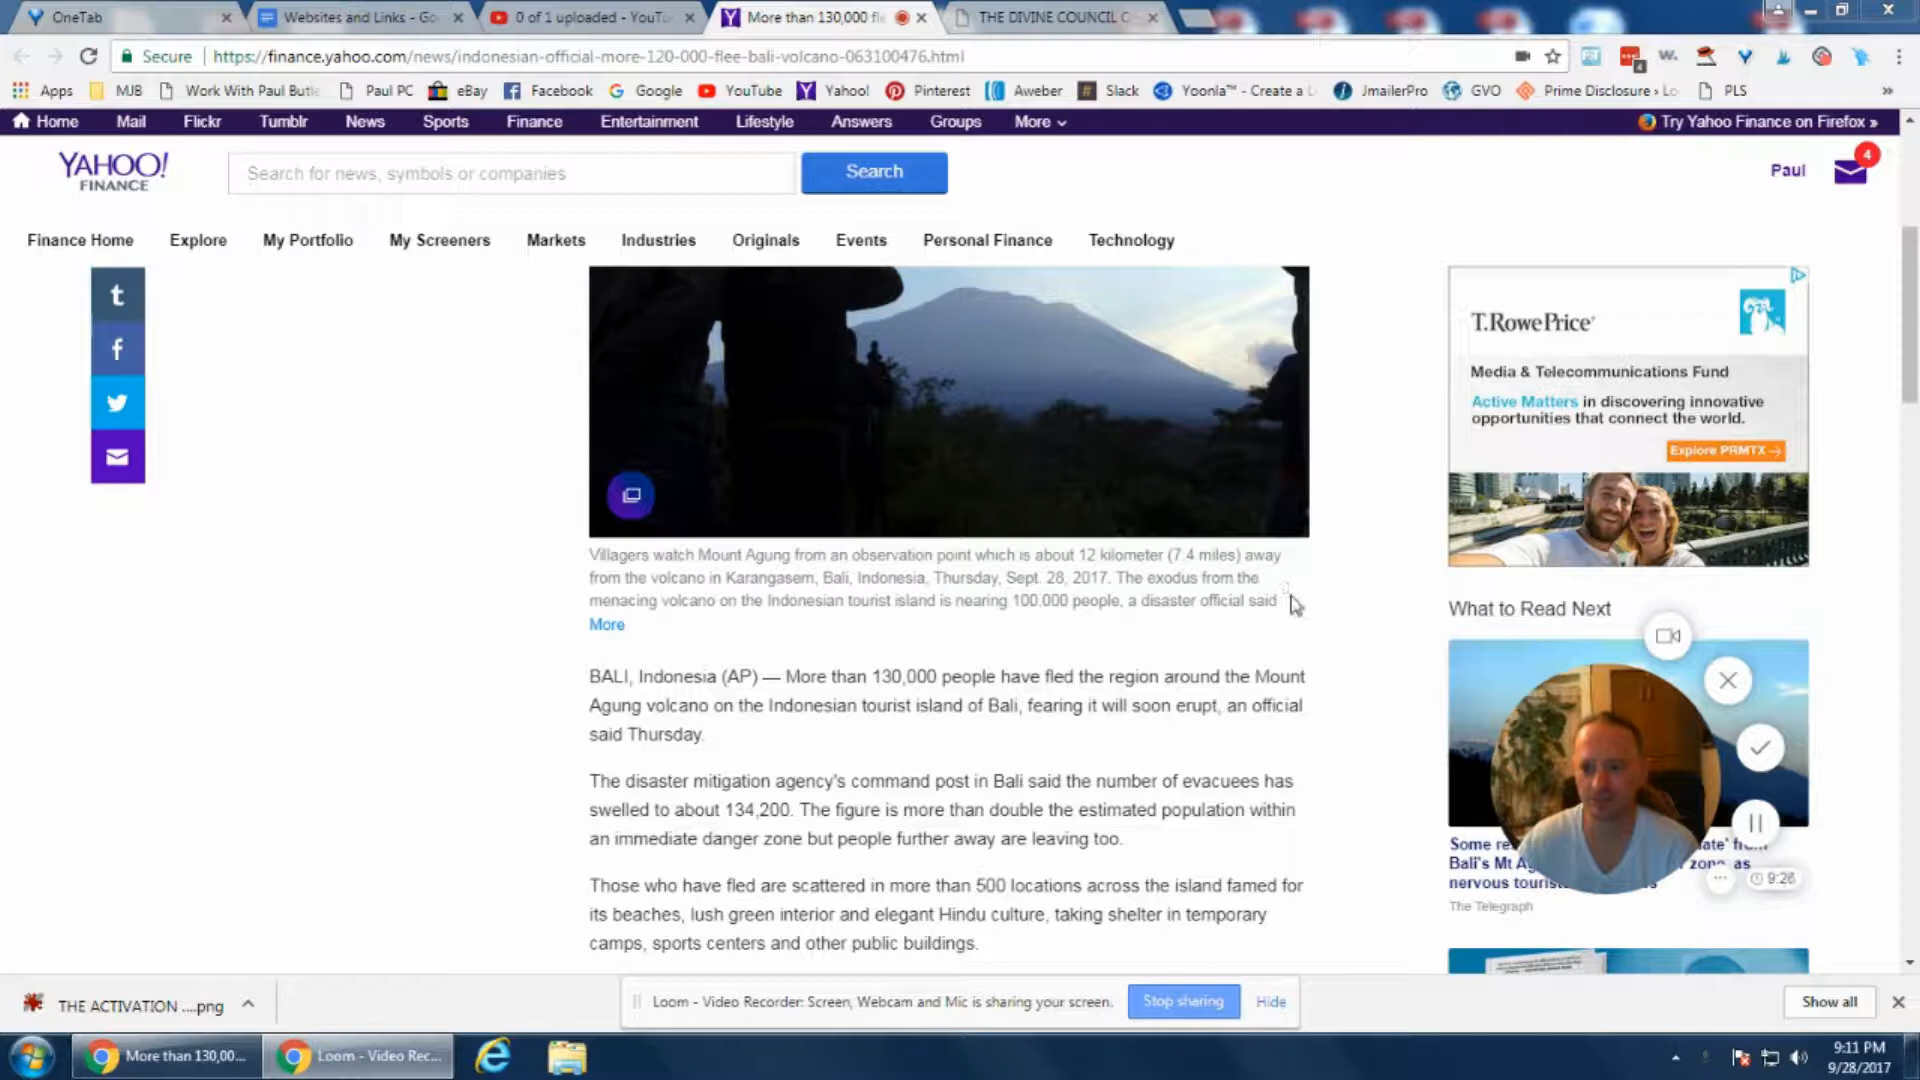 OneTab
Websites and Links - Go
0 of 1 uploaded - YouTu
More than 130,000 fl
THE DIVINE COUNCIL O
Secure
https://finance.yahoo.com/news/indonesian-official-more-120-000-flee-bali-volcano-063100476.html
Apps
MJB
Work With Paul Butle
Paul PC
eBay
Facebook
Google
YouTube
Yahoo!
Pinterest
Aweber
Slack
Yoonla™ - Create a L
JmailerPro
GVO
Prime Disclosure › Lo
PLS
»
Home
Mail
Flickr
Tumblr
News
Sports
Finance
Entertainment
Lifestyle
Answers
Groups
More
Try Yahoo Finance on Firefox »
YAHOO!
FINANCE
Search for news, symbols or companies
Search
Paul
4
Finance Home
Explore
My Portfolio
My Screeners
Markets
Industries
Originals
Events
Personal Finance
Technology
T.RowePrice
Media & Telecommunications Fund
Active Matters in discovering innovative
opportunities that connect the world.
Explore PRMTX →
Villagers watch Mount Agung from an observation point which is about 12 kilometer (7.4 miles) away
from the volcano in Karangasem, Bali, Indonesia, Thursday, Sept. 28, 2017. The exodus from the
menacing volcano on the Indonesian tourist island is nearing 100,000 people, a disaster official said
More
BALI, Indonesia (AP) — More than 130,000 people have fled the region around the Mount
Agung volcano on the Indonesian tourist island of Bali, fearing it will soon erupt, an official
said Thursday.
The disaster mitigation agency's command post in Bali said the number of evacuees has
swelled to about 134,200. The figure is more than double the estimated population within
an immediate danger zone but people further away are leaving too.
Those who have fled are scattered in more than 500 locations across the island famed for
its beaches, lush green interior and elegant Hindu culture, taking shelter in temporary
camps, sports centers and other public buildings.
What to Read Next
Some re
Bali's Mt A zone, as
nervous tourist
The Telegraph
9:26
THE ACTIVATION ....png
Loom - Video Recorder: Screen, Webcam and Mic is sharing your screen.
Stop sharing
Hide
Show all
More than 130,00...
Loom - Video Rec...
9:11 PM
9/28/2017